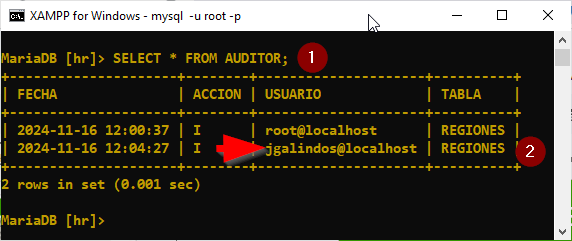 XAMPP for Windows - mysql  -u root -p
MariaDB [hr]> SELECT * FROM AUDITOR; 1
+---------------------+--------+---------------------+----------+
| FECHA               | ACCION | USUARIO             | TABLA    |
+---------------------+--------+---------------------+----------+
| 2024-11-16 12:00:37 | I      | root@localhost      | REGIONES |
| 2024-11-16 12:04:27 | I      | jgalindos@localhost | REGIONES | 2
+---------------------+--------+---------------------+----------+
2 rows in set (0.001 sec)
MariaDB [hr]>